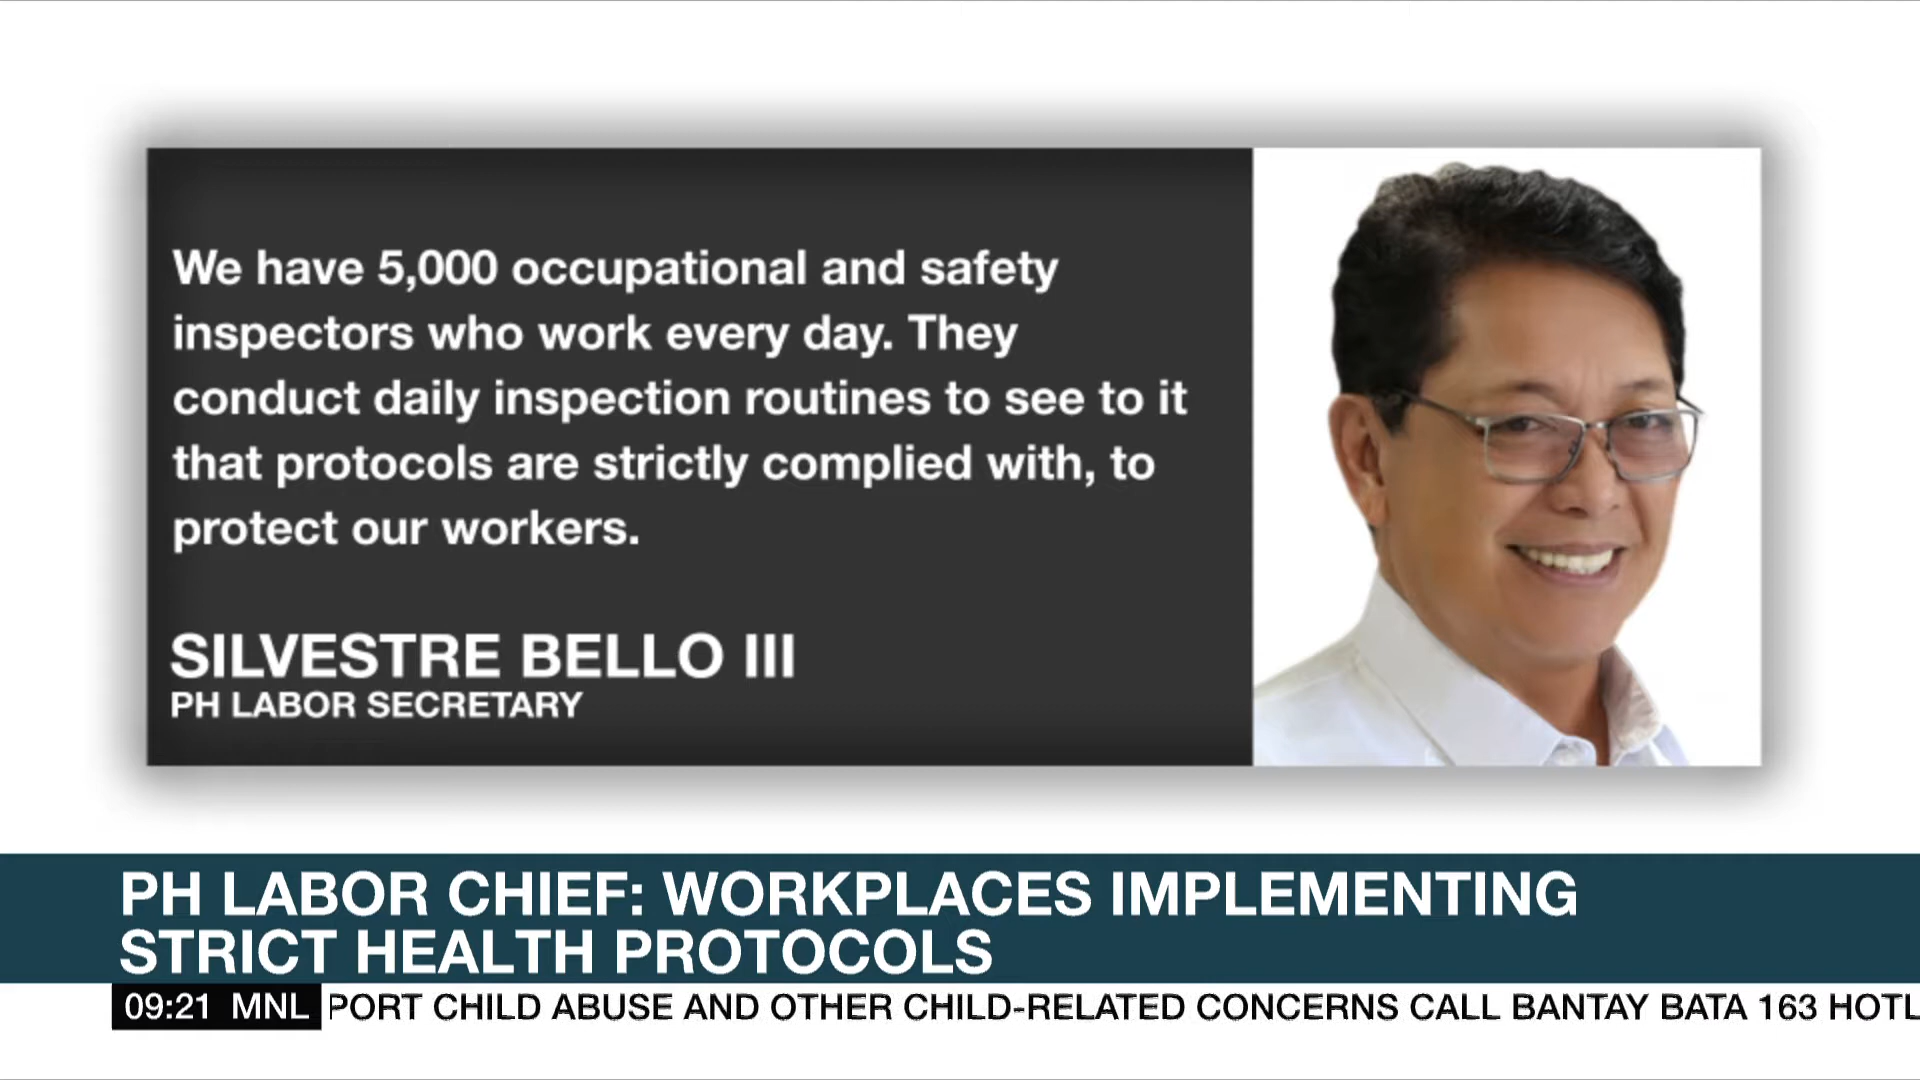 We have 5,000 occupational and safety
inspectors who work every day. They
conduct daily inspection routines to see to it
that protocols are strictly complied with, to
protect our workers.
SILVESTRE BELLO III
PH LABOR SECRETARY
PH LABOR CHIEF: WORKPLACES IMPLEMENTING
STRICT HEALTH PROTOCOLS
09:21 MNL PORT CHILD ABUSE AND OTHER CHILD-RELATED CONCERNS CALL BANTAY BATA 163 HOTL